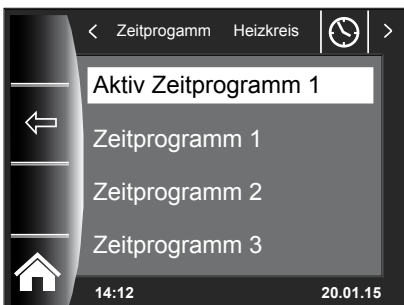 < Zeitprogamm Heizkreis >
Aktiv Zeitprogramm 1
Zeitprogramm 1
Zeitprogramm 2
Zeitprogramm 3
14:12 20.01.15